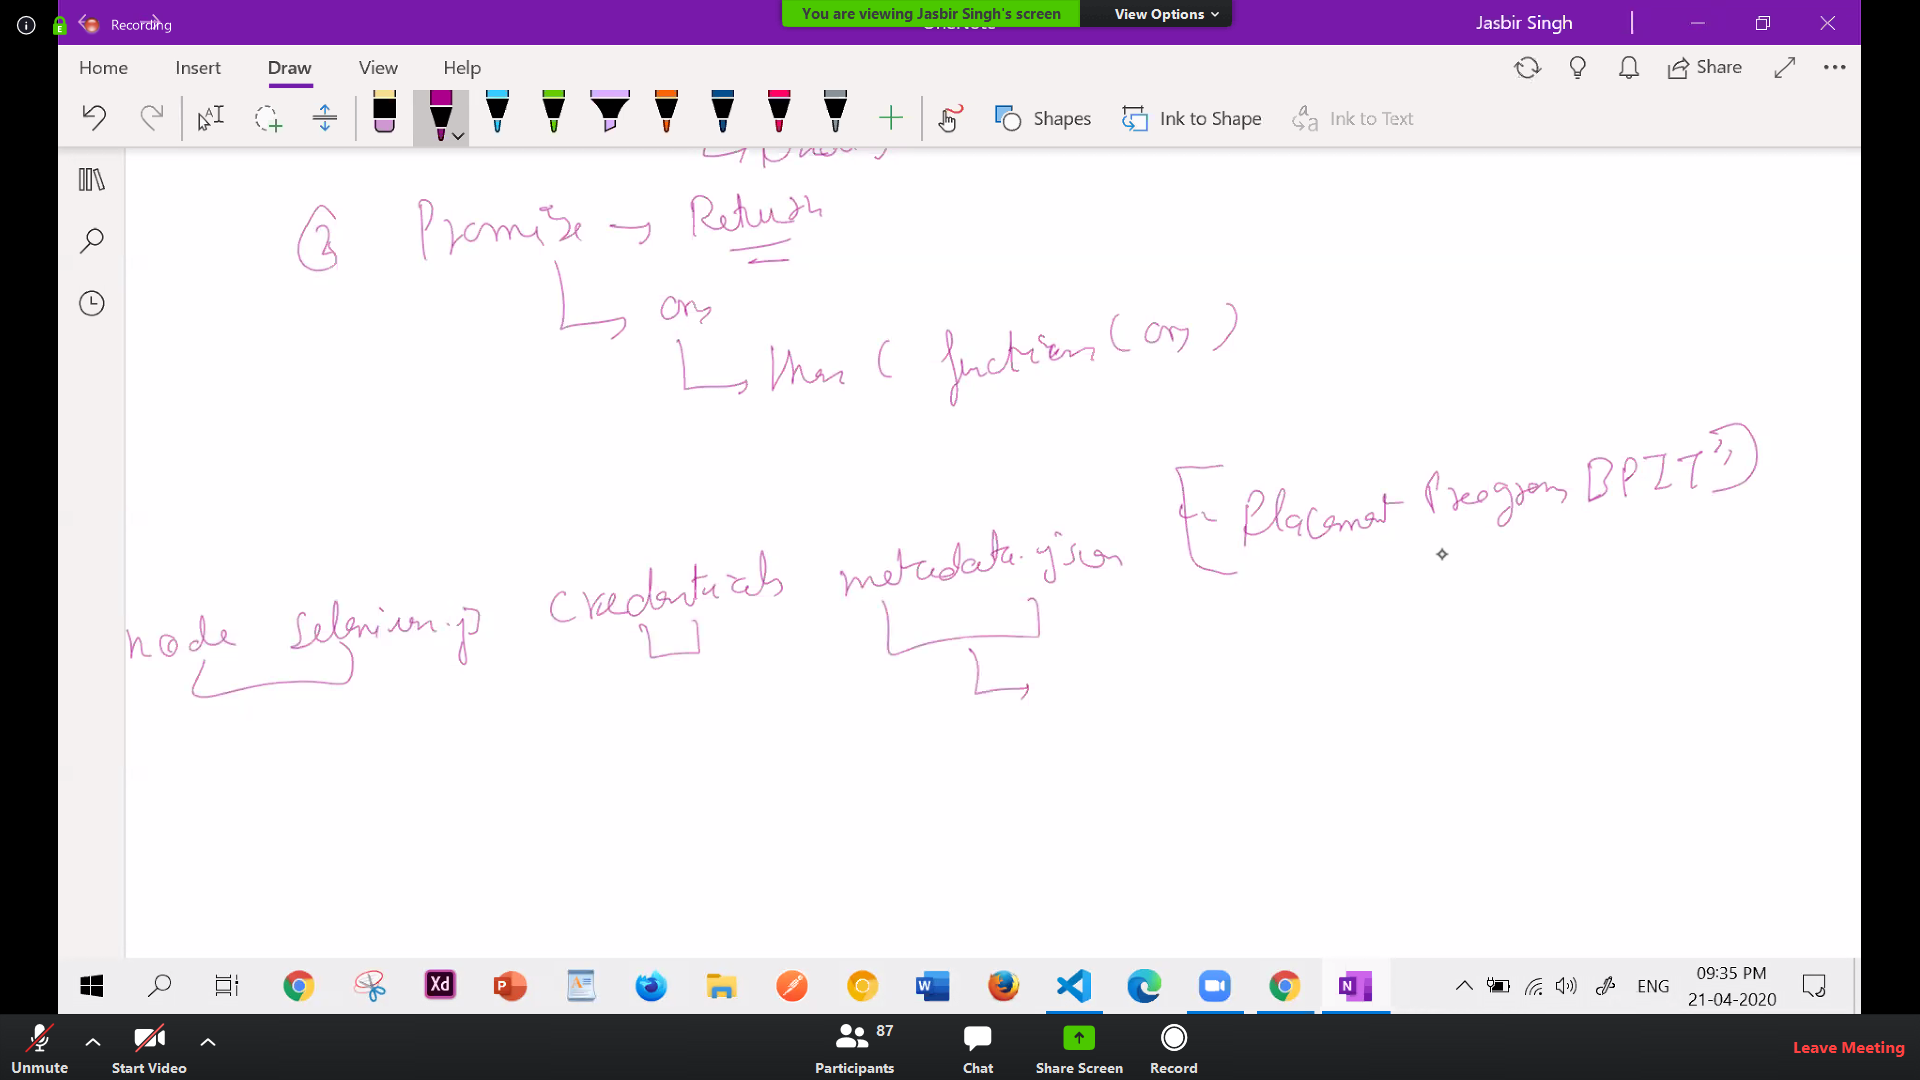 You are viewing Jasbir Singh's screen View Options
Recording
Jasbir Singh
Home Insert Draw View Help
Share
Shapes Ink to Shape Ink to Text
2 Promise → Return
then ( function (
Placement Program BPIT")
node selenium.js credentials metadata.json
Xd
ENG
09:35 PM
21-04-2020
87
Unmute Start Video Participants Chat Share Screen Record Leave Meeting